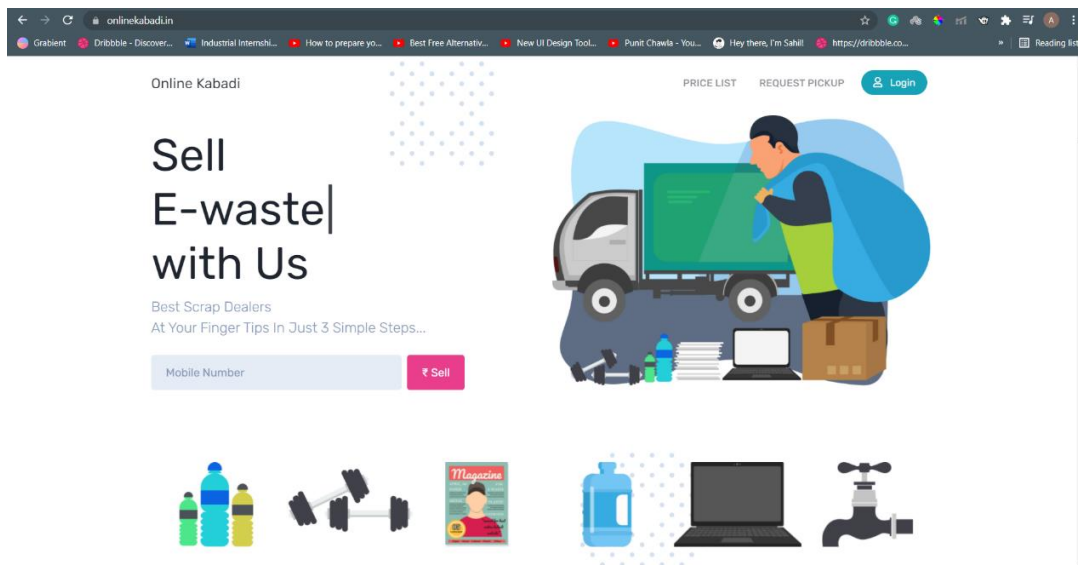 onlinekabadi.in
Grabient
Dribbble - Discover...
Industrial Internshi...
How to prepare yo...
Best Free Alternativ...
New UI Design Tool...
Punit Chawla - You...
Hey there, I'm Sahil!
https://dribbble.co...
»
Reading list
Online Kabadi
PRICE LIST
REQUEST PICKUP
Login
Sell
E-waste
with Us
Best Scrap Dealers
At Your Finger Tips In Just 3 Simple Steps...
Mobile Number
₹ Sell
Magazine